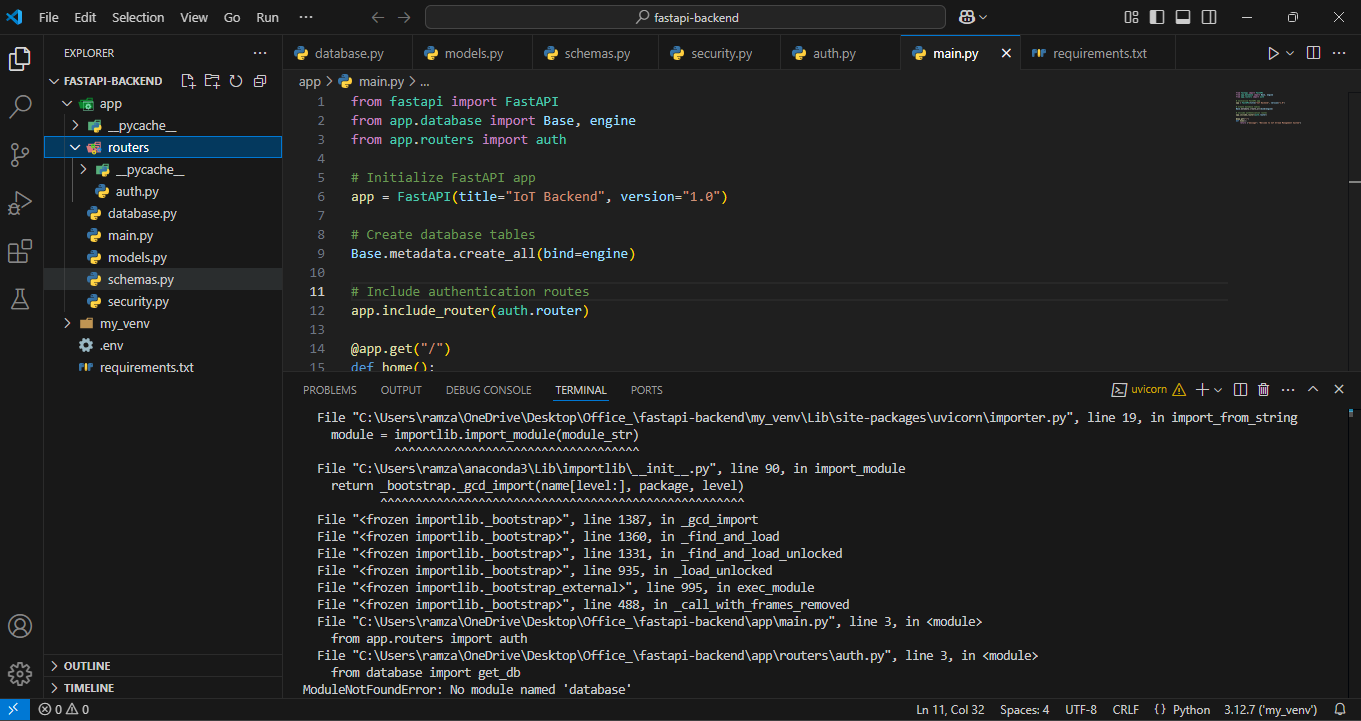 File Edit Selection View Go Run ···
fastapi-backend
EXPLORER ···
FASTAPI-BACKEND
app
__pycache__
routers
__pycache__
auth.py
database.py
main.py
models.py
schemas.py
security.py
my_venv
.env
requirements.txt
OUTLINE
TIMELINE
database.py models.py schemas.py security.py auth.py main.py requirements.txt
app > main.py > ...
1 from fastapi import FastAPI
2 from app.database import Base, engine
3 from app.routers import auth
4
5 # Initialize FastAPI app
6 app = FastAPI(title="IoT Backend", version="1.0")
7
8 # Create database tables
9 Base.metadata.create_all(bind=engine)
10
11 # Include authentication routes
12 app.include_router(auth.router)
13
14 @app.get("/")
15 def home():
PROBLEMS OUTPUT DEBUG CONSOLE TERMINAL PORTS
uvicorn
File "C:\Users\ramza\OneDrive\Desktop\Office_\fastapi-backend\my_venv\Lib\site-packages\uvicorn\importer.py", line 19, in import_from_string
module = importlib.import_module(module_str)
^^^^^^^^^^^^^^^^^^^^^^^^^^^^^^^^^^^
File "C:\Users\ramza\anaconda3\Lib\importlib\__init__.py", line 90, in import_module
return _bootstrap._gcd_import(name[level:], package, level)
^^^^^^^^^^^^^^^^^^^^^^^^^^^^^^^^^^^^^^^^^^^^^^^^^^^^
File "<frozen importlib._bootstrap>", line 1387, in _gcd_import
File "<frozen importlib._bootstrap>", line 1360, in _find_and_load
File "<frozen importlib._bootstrap>", line 1331, in _find_and_load_unlocked
File "<frozen importlib._bootstrap>", line 935, in _load_unlocked
File "<frozen importlib._bootstrap_external>", line 995, in exec_module
File "<frozen importlib._bootstrap>", line 488, in _call_with_frames_removed
File "C:\Users\ramza\OneDrive\Desktop\Office_\fastapi-backend\app\main.py", line 3, in <module>
from app.routers import auth
File "C:\Users\ramza\OneDrive\Desktop\Office_\fastapi-backend\app\routers\auth.py", line 3, in <module>
from database import get_db
ModuleNotFoundError: No module named 'database'
0 0
Ln 11, Col 32 Spaces: 4 UTF-8 CRLF {} Python 3.12.7 ('my_venv')